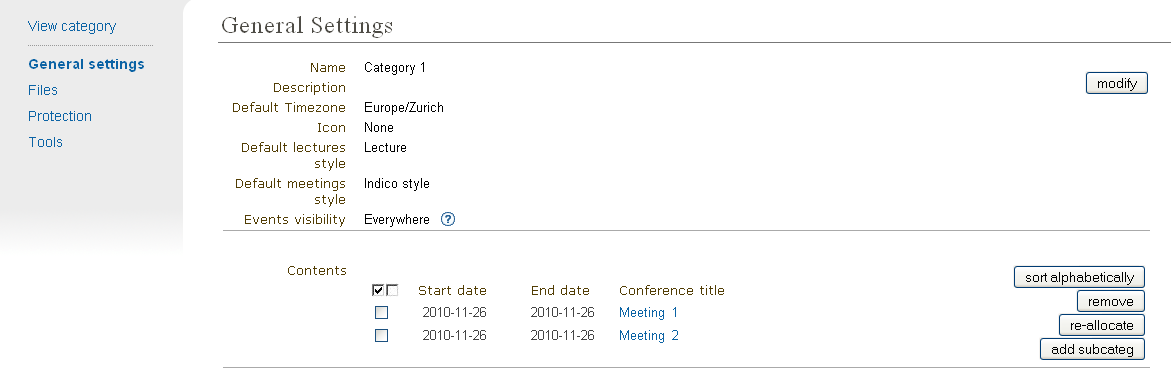 View category
General settings
Files
Protection
Tools
General Settings
Name Category 1
Description
modify
Default Timezone Europe/Zurich
Icon None
Default lectures style Lecture
Default meetings style Indico style
Events visibility Everywhere ?
Contents
sort alphabetically
Start date End date Conference title
remove
2010-11-26 2010-11-26 Meeting 1
re-allocate
2010-11-26 2010-11-26 Meeting 2
add subcateg